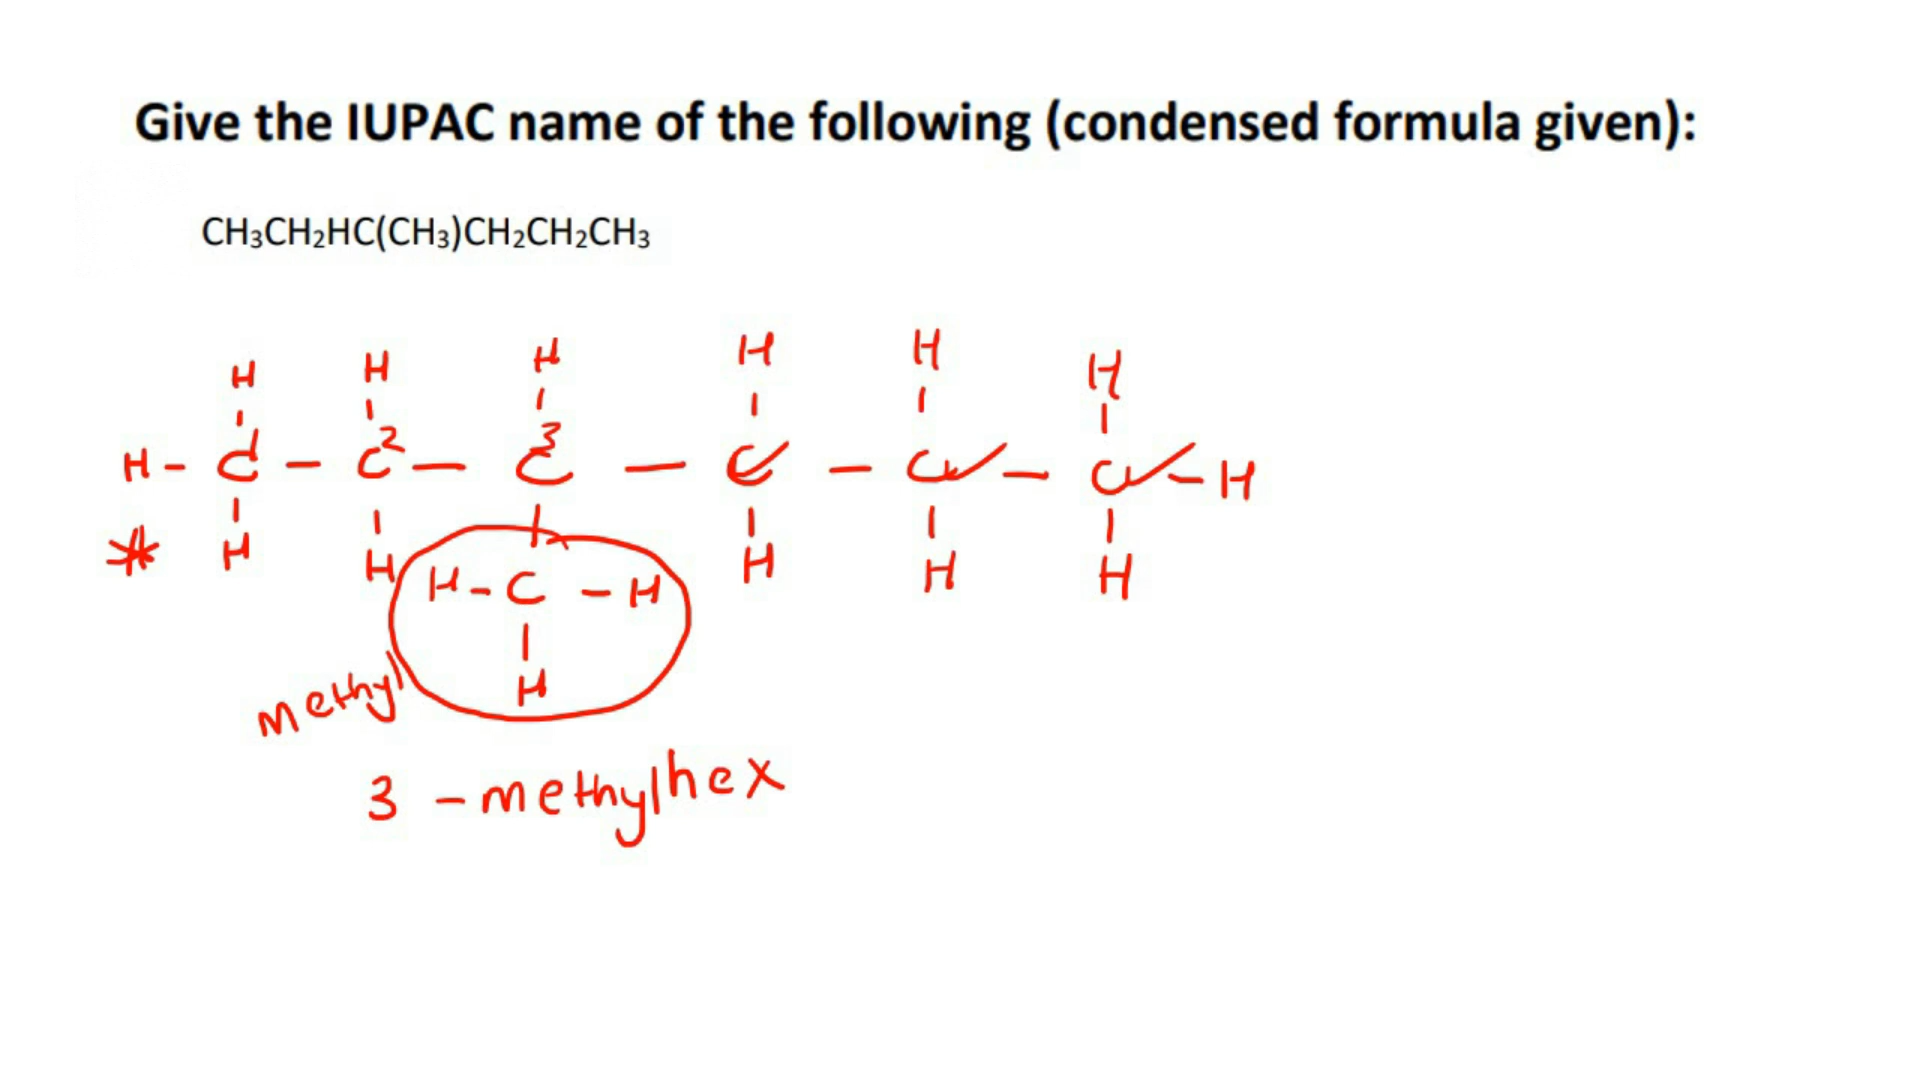 Give the IUPAC name of the following (condensed formula given):
CH₃CH₂HC(CH₃)CH₂CH₂CH₃
H H H H H H
H - C1 - C2 - C3 - C - C - C - H
* H H H - C - H H H H
H
methyl
3 - methylhex